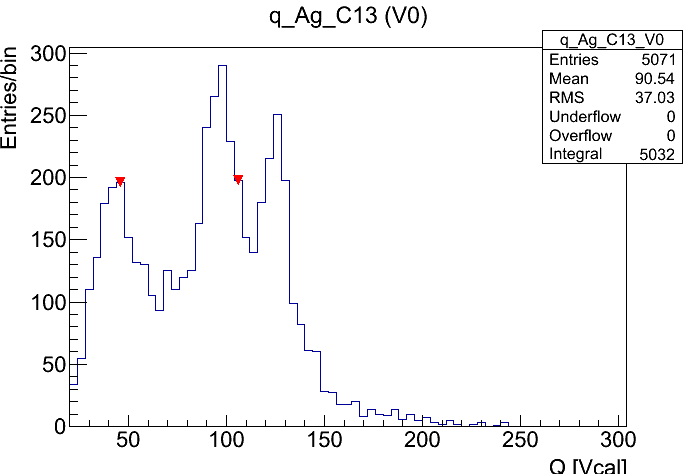 q_Ag_C13 (V0)
q_Ag_C13_V0
Entries 5071
Mean 90.54
RMS 37.03
Underflow 0
Overflow 0
Integral 5032
Entries/bin
300
250
200
150
100
50
0
50 100 150 200 250 300
Q [Vcal]